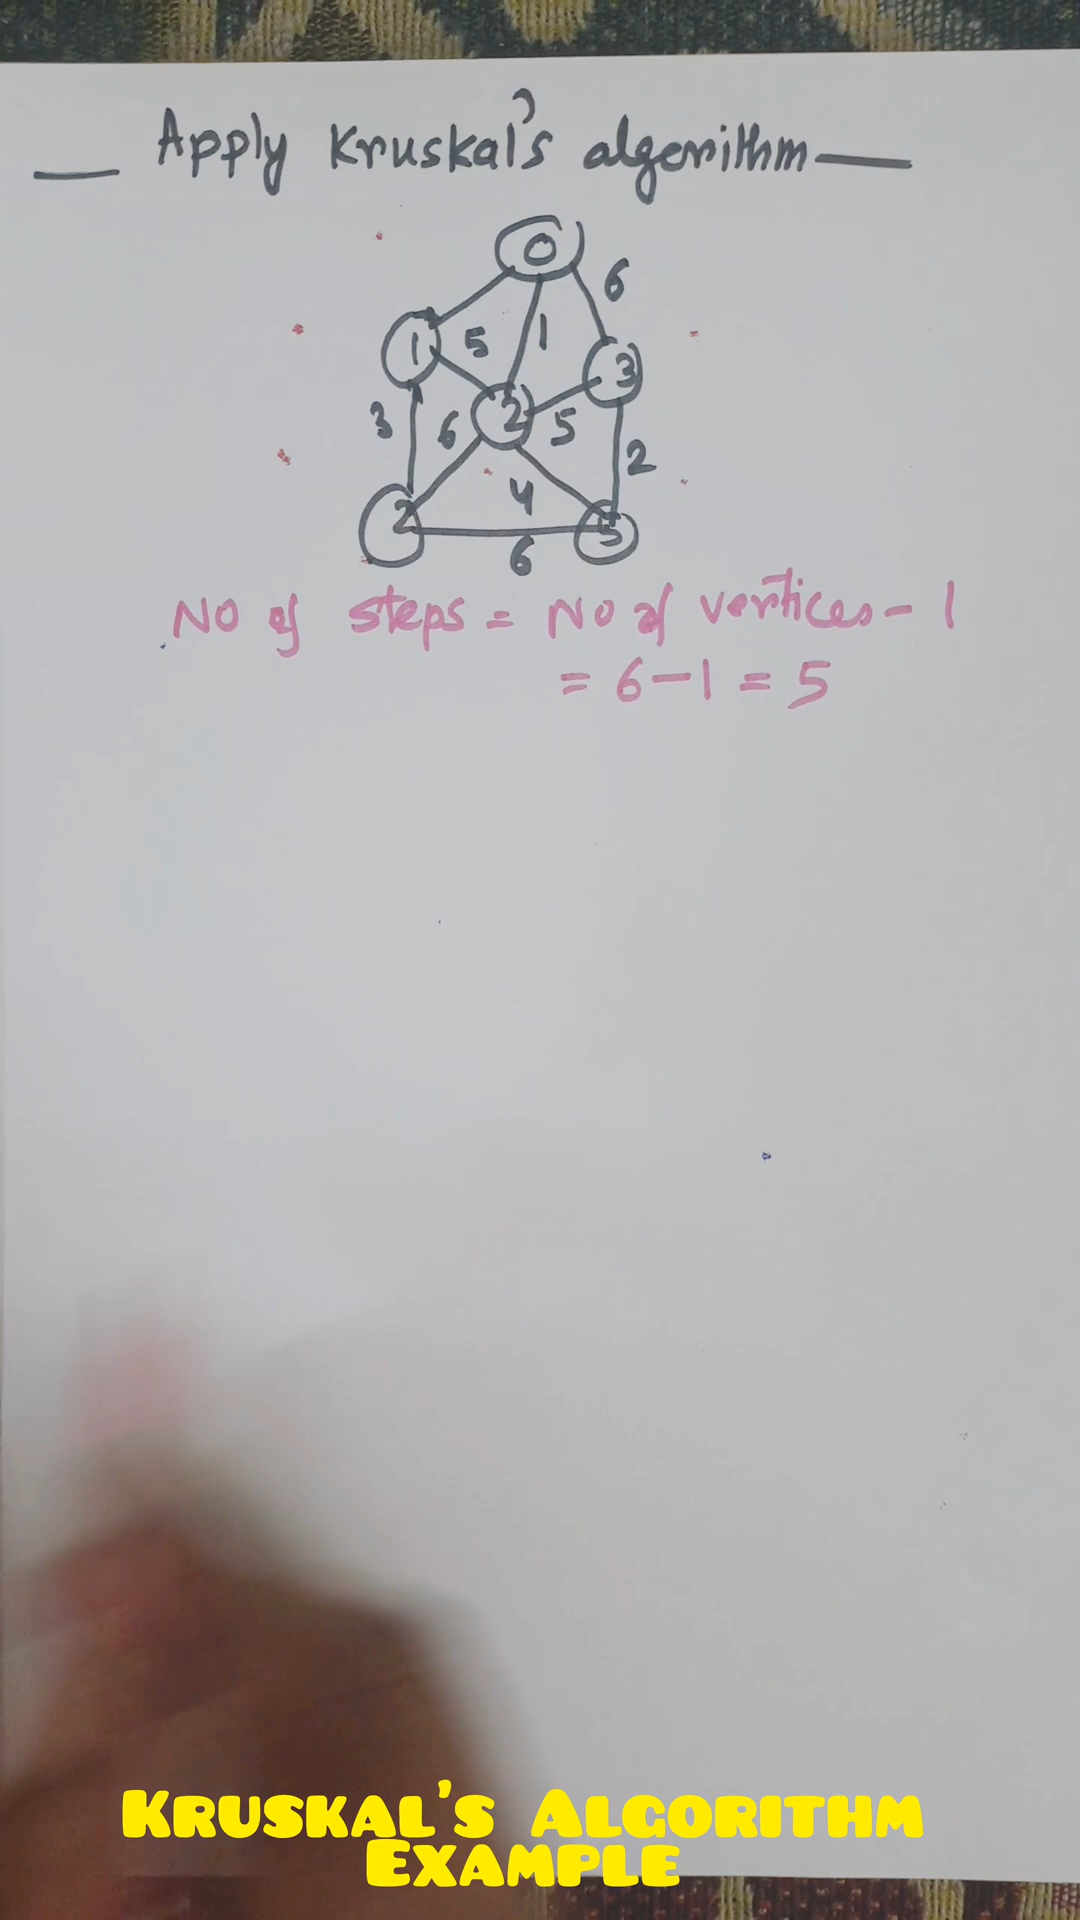 Apply Kruskal's algorithm
0
6
1 5 1 3
3 6 2 5 2
2 4 5
6
No of steps = No of vertices - 1
= 6 - 1 = 5
KRUSKAL'S ALGORITHM
EXAMPLE